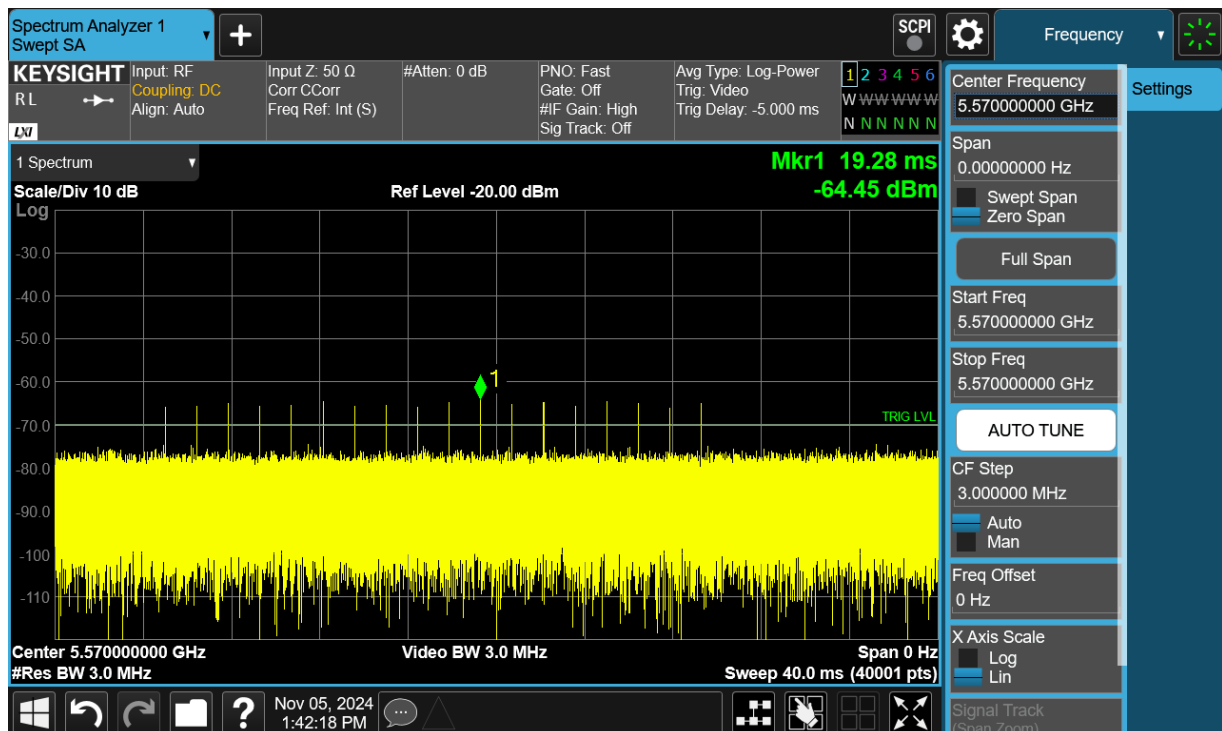 Spectrum Analyzer 1
Swept SA
SCPI
Frequency
KEYSIGHT
R L
LXI
Input: RF
Coupling: DC
Align: Auto
Input Z: 50 Ω
Corr CCorr
Freq Ref: Int (S)
#Atten: 0 dB
PNO: Fast
Gate: Off
#IF Gain: High
Sig Track: Off
Avg Type: Log-Power
Trig: Video
Trig Delay: -5.000 ms
1 2 3 4 5 6
W W W W W W
N N N N N N
1 Spectrum
Mkr1 19.28 ms
Scale/Div 10 dB
Ref Level -20.00 dBm
-64.45 dBm
Log
-30.0
-40.0
-50.0
-60.0
-70.0
-80.0
-90.0
-100
-110
1
TRIG LVL
Center 5.570000000 GHz
Video BW 3.0 MHz
Span 0 Hz
#Res BW 3.0 MHz
Sweep 40.0 ms (40001 pts)
Center Frequency
5.570000000 GHz
Settings
Span
0.00000000 Hz
Swept Span
Zero Span
Full Span
Start Freq
5.570000000 GHz
Stop Freq
5.570000000 GHz
AUTO TUNE
CF Step
3.000000 MHz
Auto
Man
Freq Offset
0 Hz
X Axis Scale
Log
Lin
Signal Track
(Span Zoom)
?
Nov 05, 2024
1:42:18 PM